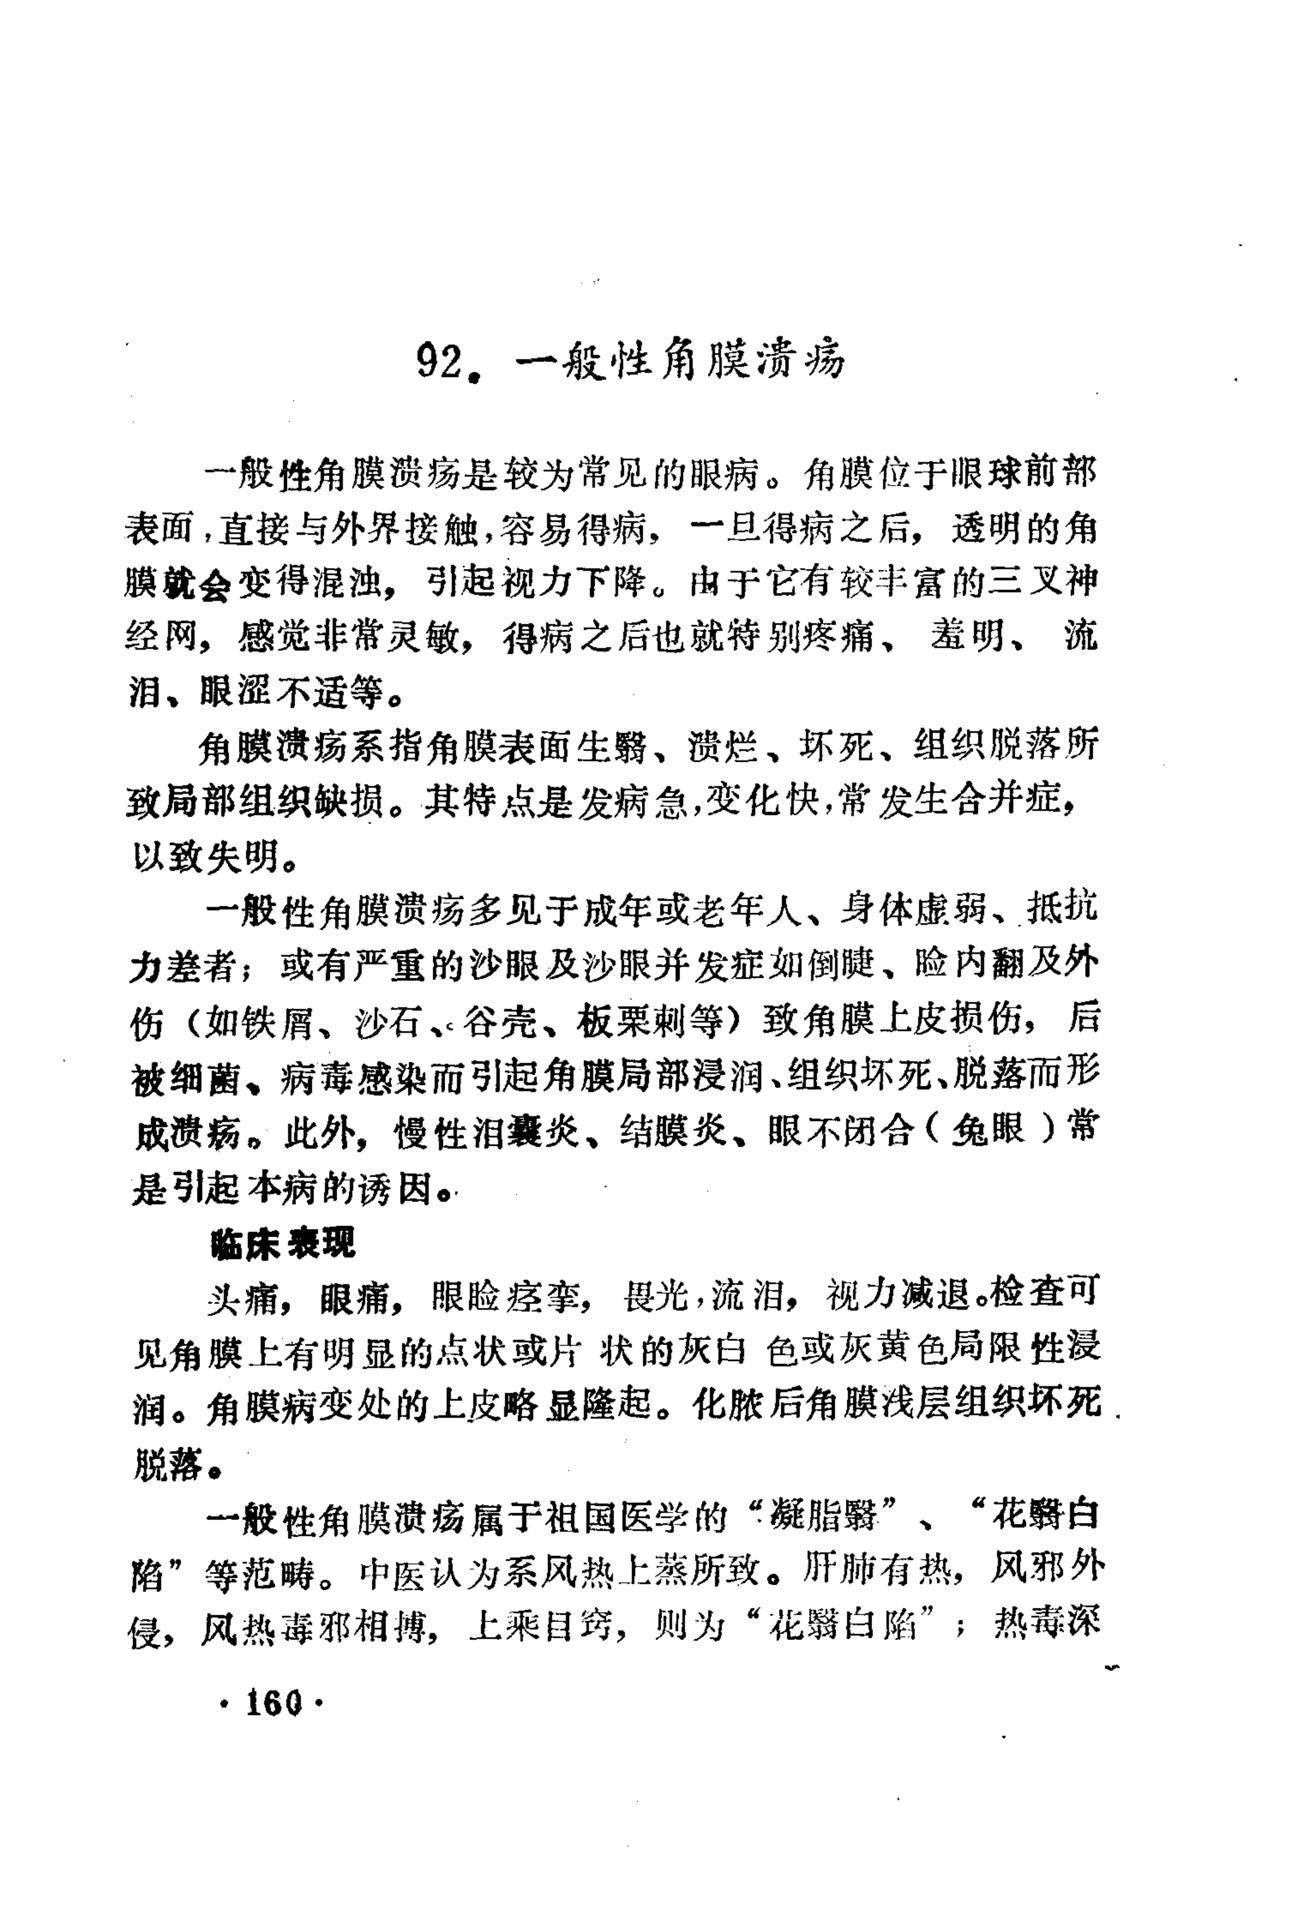 92．一般性角膜溃疡
一般性角膜溃疡是较为常见的眼病。角膜位于眼球前部
表面，直接与外界接触，容易得病，一旦得病之后，透明的角
膜就会变得混浊，引起视力下降。由于它有较丰富的三叉神
经网，感觉非常灵敏，得病之后也就特别疼痛、羞明、流
泪、眼涩不适等。
角膜溃疡系指角膜表面生翳、溃烂、坏死、组织脱落所
致局部组织缺损。其特点是发病急，变化快，常发生合并症，
以致失明。
一般性角膜溃疡多见于成年或老年人、身体虚弱、抵抗
力差者；或有严重的沙眼及沙眼并发症如倒睫、睑内翻及外
伤（如铁屑、沙石、谷壳、板栗刺等）致角膜上皮损伤，后
被细菌、病毒感染而引起角膜局部浸润、组织坏死、脱落而形
成溃疡。此外，慢性泪囊炎、结膜炎、眼不闭合（兔眼）常
是引起本病的诱因。
临床表现
头痛，眼痛，眼睑痉挛，畏光，流泪，视力减退。检查可
见角膜上有明显的点状或片状的灰白色或灰黄色局限性浸
润。角膜病变处的上皮略显隆起。化脓后角膜浅层组织坏死
脱落。
一般性角膜溃疡属于祖国医学的“凝脂翳”、“花翳白
陷”等范畴。中医认为系风热上蒸所致。肝肺有热，风邪外
侵，风热毒邪相搏，上乘目窍，则为“花翳白陷”；热毒深
·160·